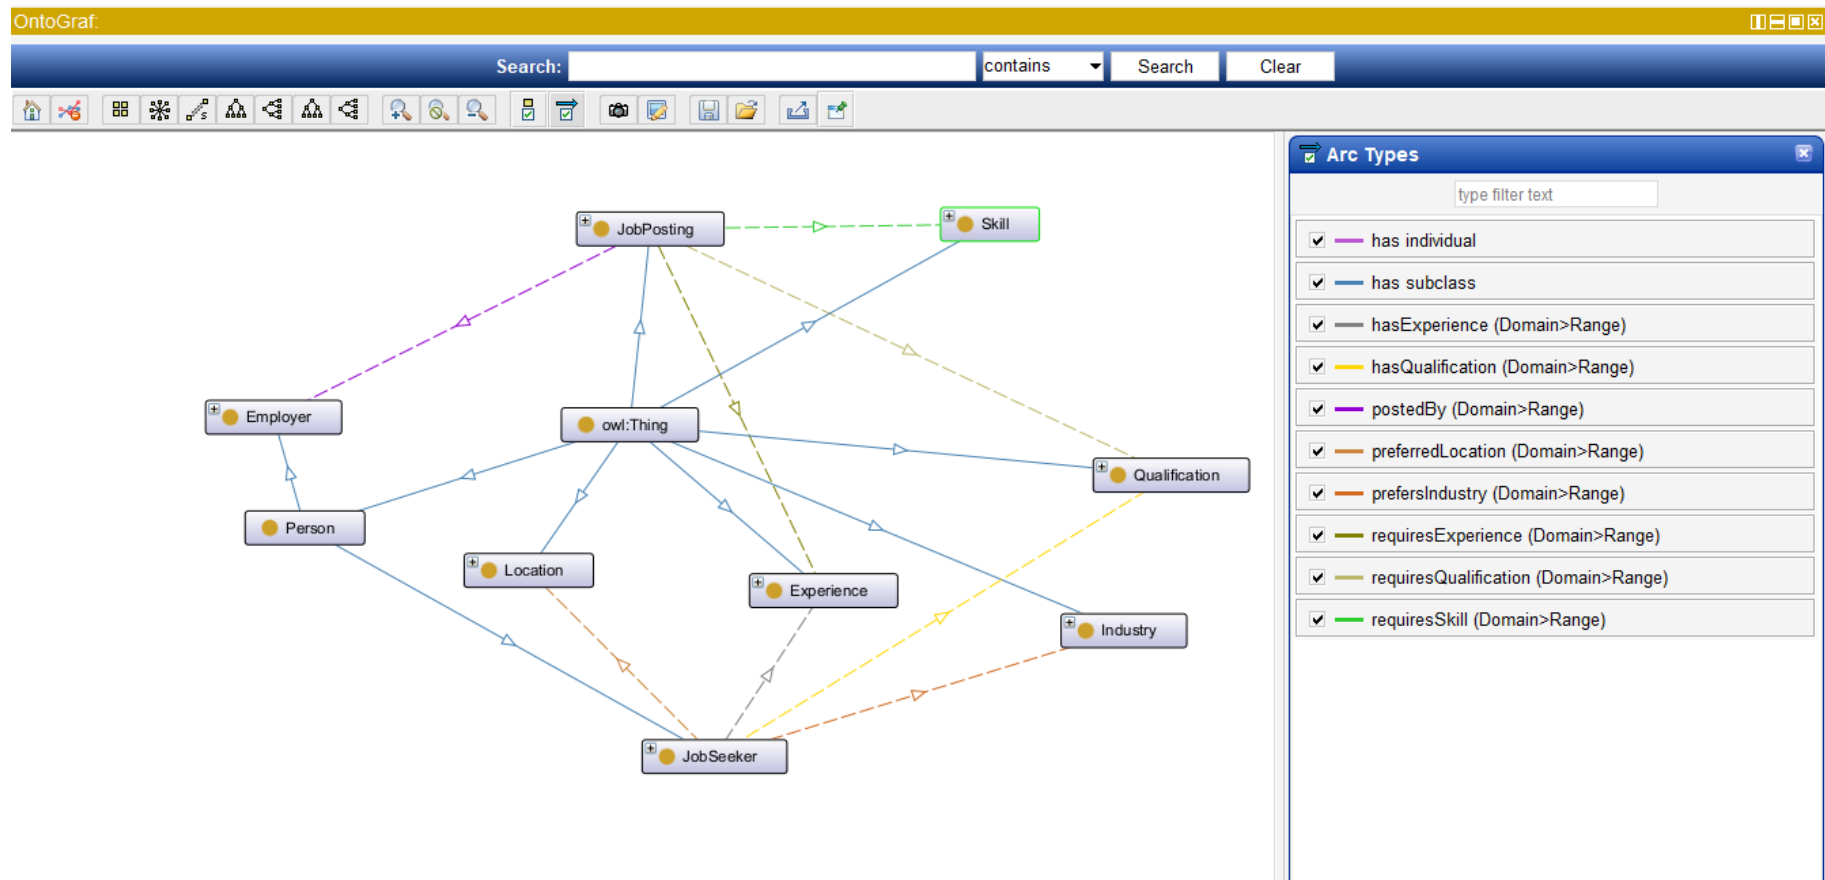 OntoGraf:
Search:
contains
Search
Clear
Arc Types
type filter text
has individual
has subclass
hasExperience (Domain>Range)
hasQualification (Domain>Range)
postedBy (Domain>Range)
preferredLocation (Domain>Range)
prefersIndustry (Domain>Range)
requiresExperience (Domain>Range)
requiresQualification (Domain>Range)
requiresSkill (Domain>Range)
JobPosting
Skill
Employer
owl:Thing
Qualification
Person
Location
Experience
Industry
JobSeeker